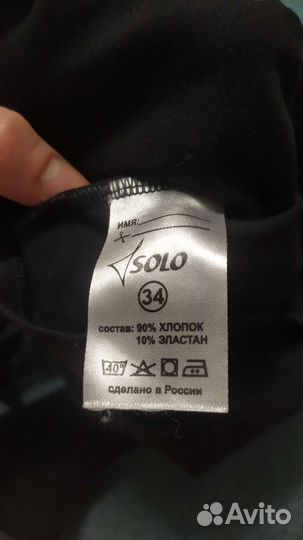 ИМЯ:
SOLO
34
состав: 90% ХЛОПОК
10% ЭЛАСТАН
40°
сделано в России
Avito